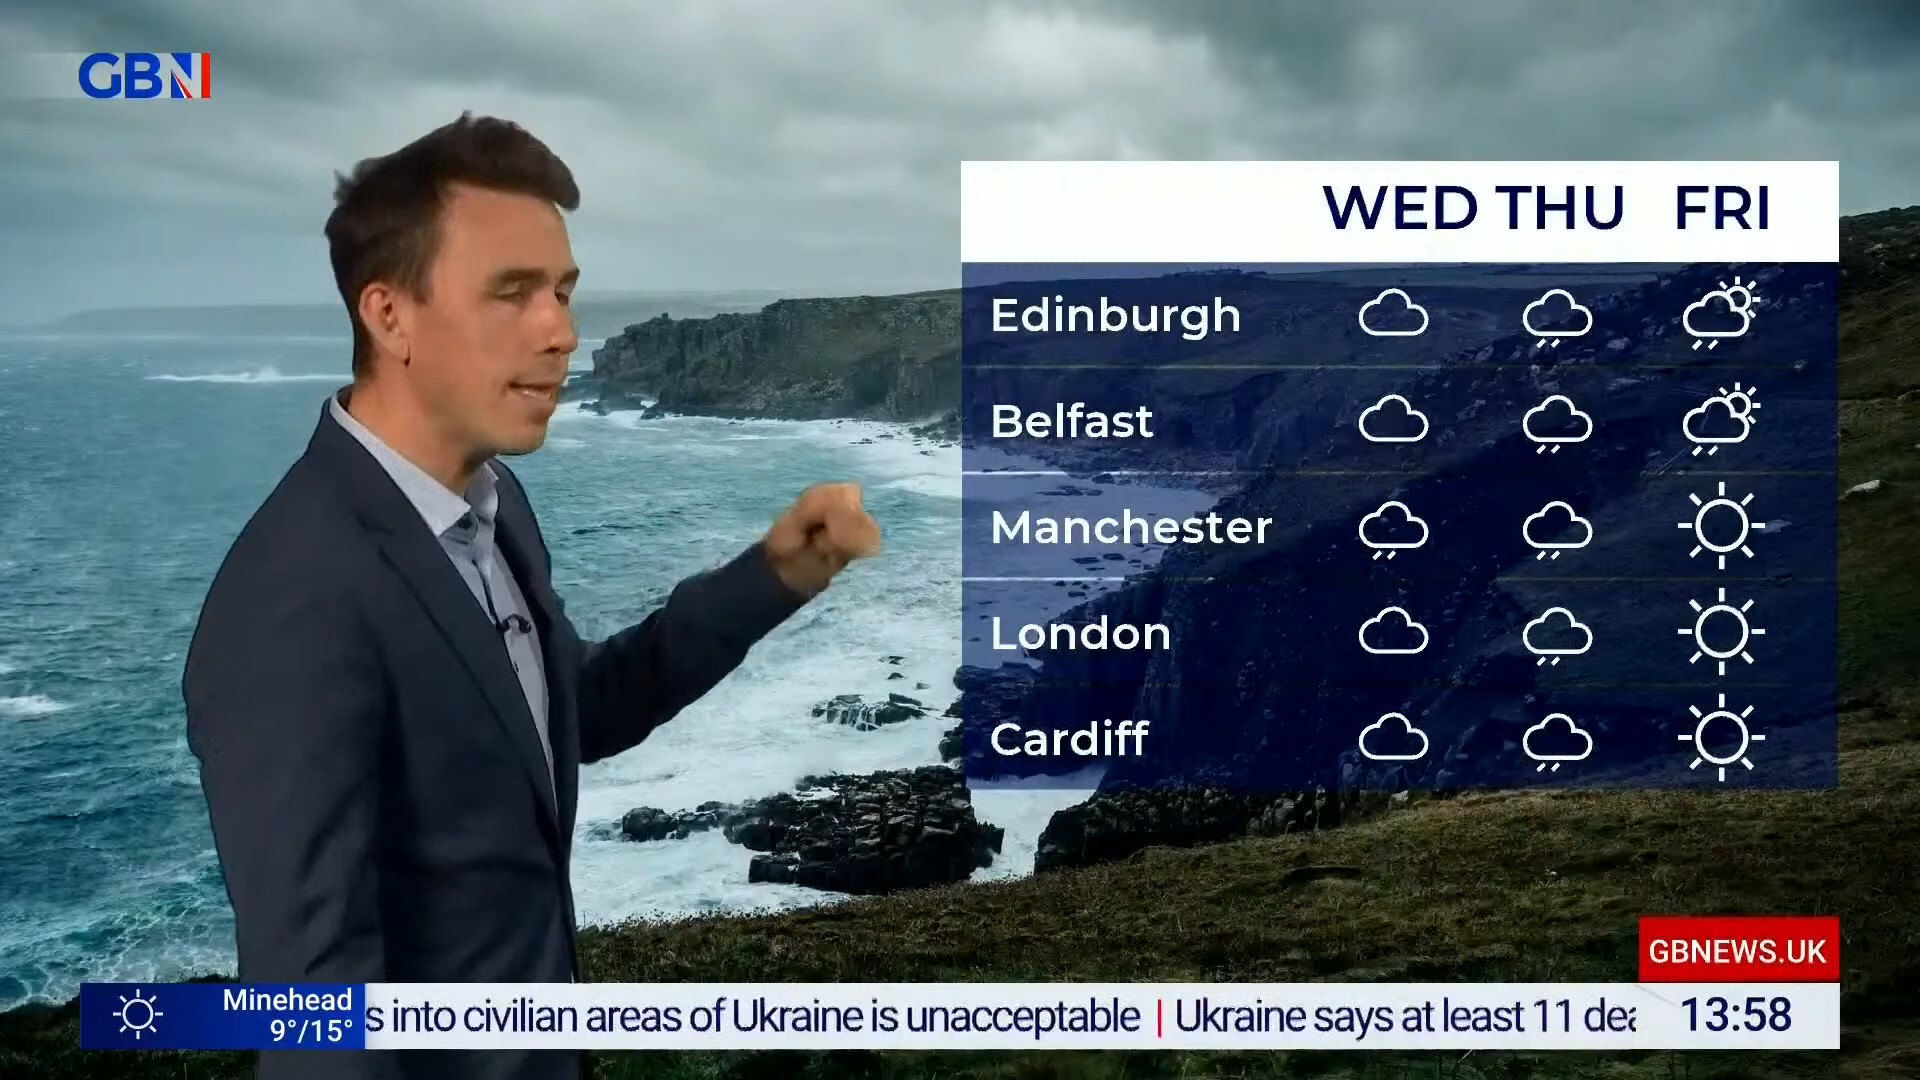 GBN
WED THU FRI
Edinburgh
Belfast
Manchester
London
Cardiff
GBNEWS.UK
Minehead
9°/15°
into civilian areas of Ukraine is unacceptable | Ukraine says at least 11
13:58